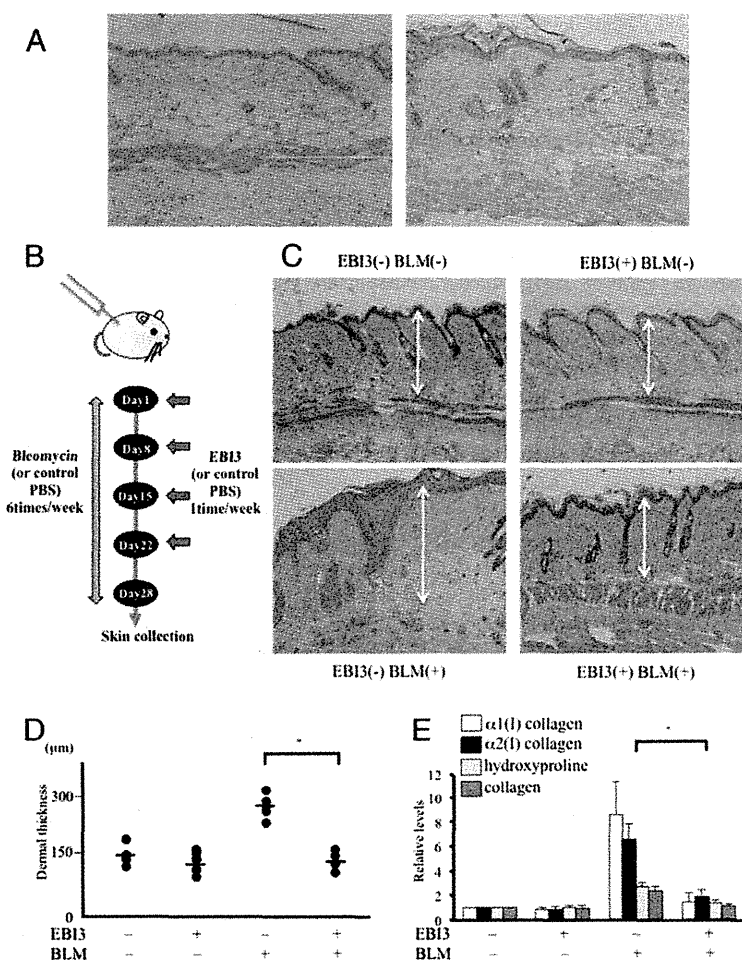 A
B
Day1
Day8
Day15
Day22
Day28
Bleomycin
(or control
PBS)
6times/week
EBI3
(or control
PBS)
1time/week
Skin collection
C
EBI3(-) BLM(-)
EBI3(+) BLM(-)
EBI3(-) BLM(+)
EBI3(+) BLM(+)
D
(μm)
Dermal thickness
300
150
0
EBI3 − + − +
BLM − − + +
E
α1(I) collagen
α2(I) collagen
hydroxyproline
collagen
Relative levels
12
10
8
6
4
2
0
EBI3 − + − +
BLM − − + +